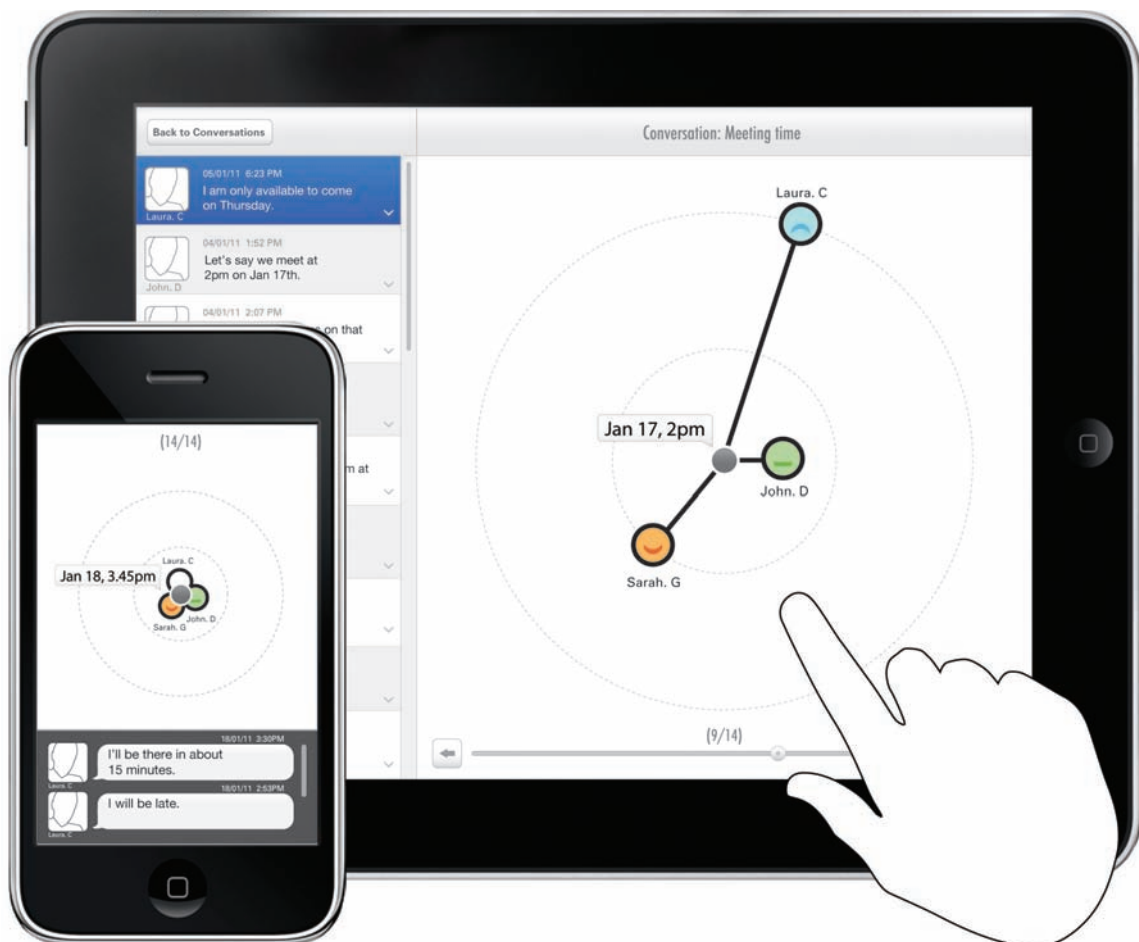 Back to Conversations
Conversation: Meeting time
05/01/11 6:23 PM
I am only available to come
on Thursday.
Laura. C
04/01/11 1:52 PM
Let's say we meet at
2pm on Jan 17th.
John. D
04/01/11 2:07 PM
on that
m at
Laura. C
Jan 17, 2pm
John. D
Sarah. G
(9/14)
(14/14)
Laura. C
Jan 18, 3.45pm
John. D
Sarah. G
18/01/11 3:30PM
I'll be there in about
15 minutes.
Laura. C
18/01/11 2:53PM
I will be late.
Laura. C